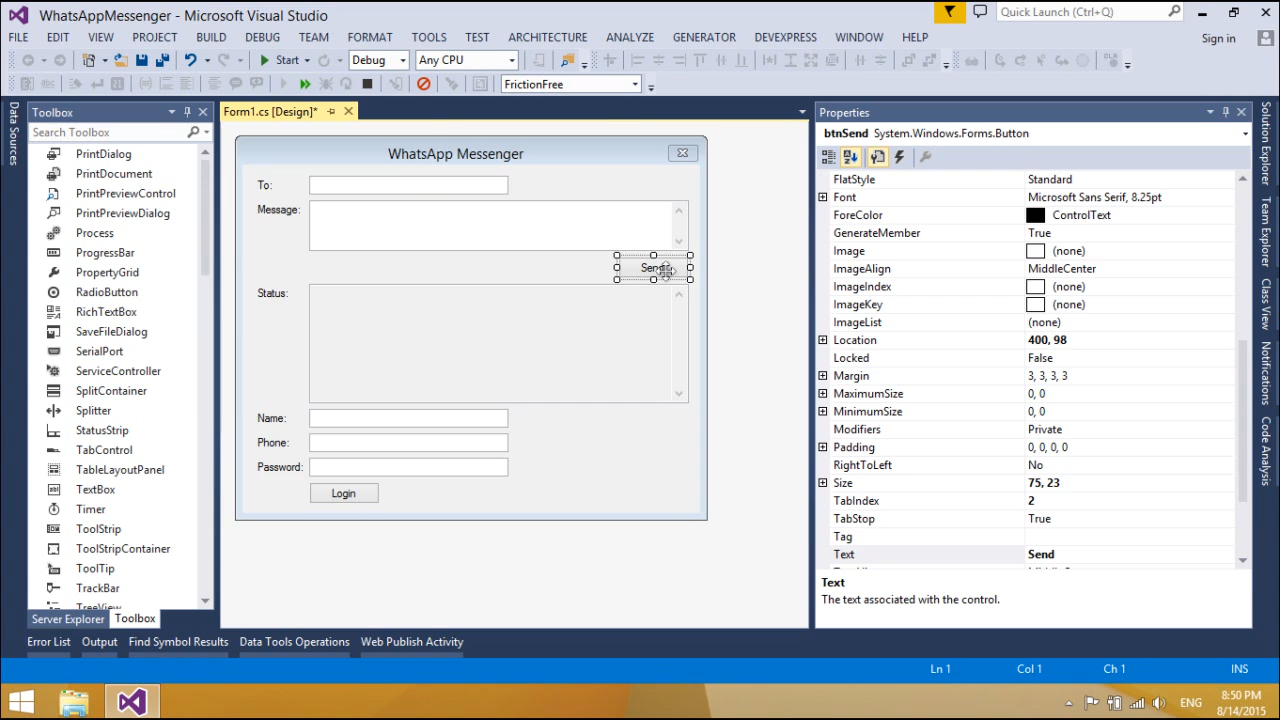 WhatsAppMessenger - Microsoft Visual Studio
Quick Launch (Ctrl+Q)
FILE EDIT VIEW PROJECT BUILD DEBUG TEAM FORMAT TOOLS TEST ARCHITECTURE ANALYZE GENERATOR DEVEXPRESS WINDOW HELP
Sign in
Start Debug Any CPU
FrictionFree
Data Sources
Toolbox
Search Toolbox
PrintDialog
PrintDocument
PrintPreviewControl
PrintPreviewDialog
Process
ProgressBar
PropertyGrid
RadioButton
RichTextBox
SaveFileDialog
SerialPort
ServiceController
SplitContainer
Splitter
StatusStrip
TabControl
TableLayoutPanel
TextBox
Timer
ToolStrip
ToolStripContainer
ToolTip
TrackBar
TreeView
Server Explorer Toolbox
Form1.cs [Design]*
WhatsApp Messenger
To:
Message:
Send
Status:
Name:
Phone:
Password:
Login
Properties
btnSend System.Windows.Forms.Button
FlatStyle Standard
Font Microsoft Sans Serif, 8.25pt
ForeColor ControlText
GenerateMember True
Image (none)
ImageAlign MiddleCenter
ImageIndex (none)
ImageKey (none)
ImageList (none)
Location 400, 98
Locked False
Margin 3, 3, 3, 3
MaximumSize 0, 0
MinimumSize 0, 0
Modifiers Private
Padding 0, 0, 0, 0
RightToLeft No
Size 75, 23
TabIndex 2
TabStop True
Tag
Text Send
Text
The text associated with the control.
Solution Explorer
Team Explorer
Class View
Notifications
Code Analysis
Error List Output Find Symbol Results Data Tools Operations Web Publish Activity
Ln 1 Col 1 Ch 1 INS
ENG
8:50 PM
8/14/2015